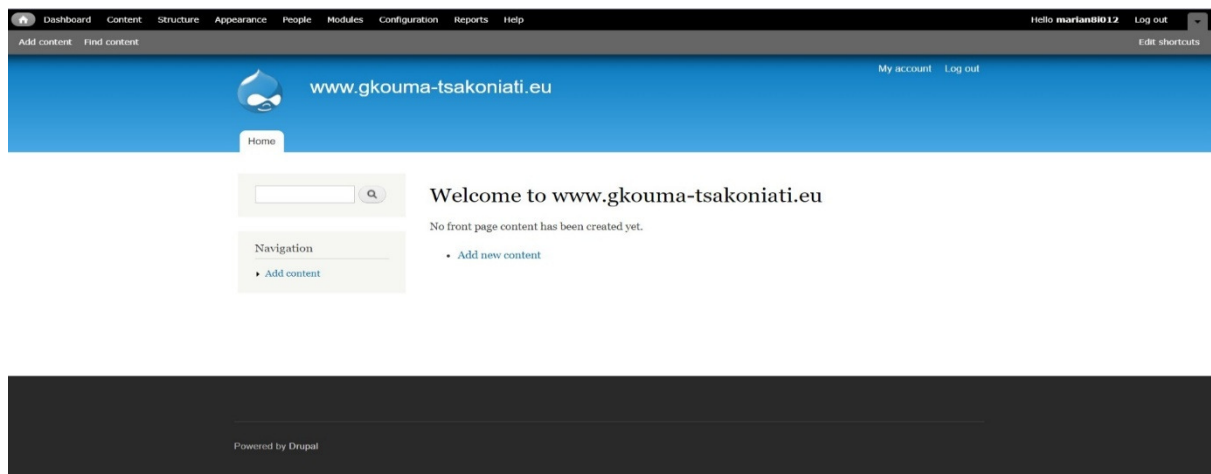 Dashboard Content Structure Appearance People Modules Configuration Reports Help Hello marian8i012 Log out
Add content Find content Edit shortcuts
My account Log out
www.gkouma-tsakoniati.eu
Home
Welcome to www.gkouma-tsakoniati.eu
No front page content has been created yet.
Navigation
Add new content
Add content
Powered by Drupal